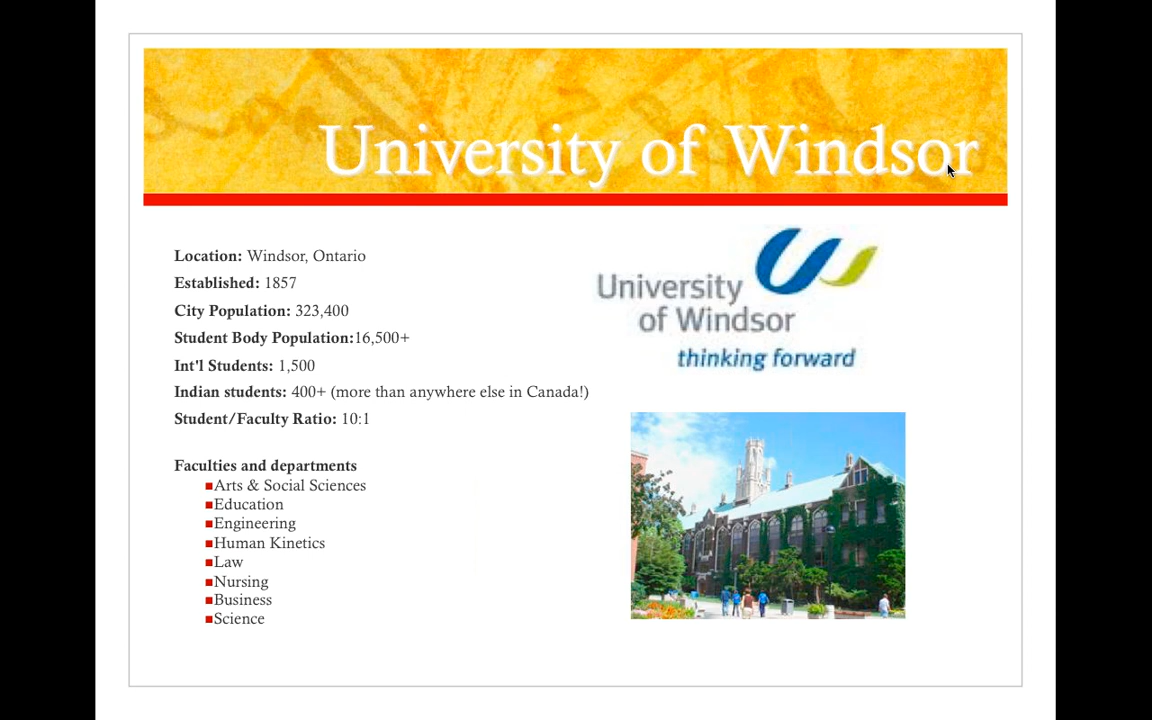 University of Windsor
Location: Windsor, Ontario
Established: 1857
City Population: 323,400
Student Body Population:16,500+
Int'l Students: 1,500
Indian students: 400+ (more than anywhere else in Canada!)
Student/Faculty Ratio: 10:1
Faculties and departments
Arts & Social Sciences
Education
Engineering
Human Kinetics
Law
Nursing
Business
Science
University
of Windsor
thinking forward